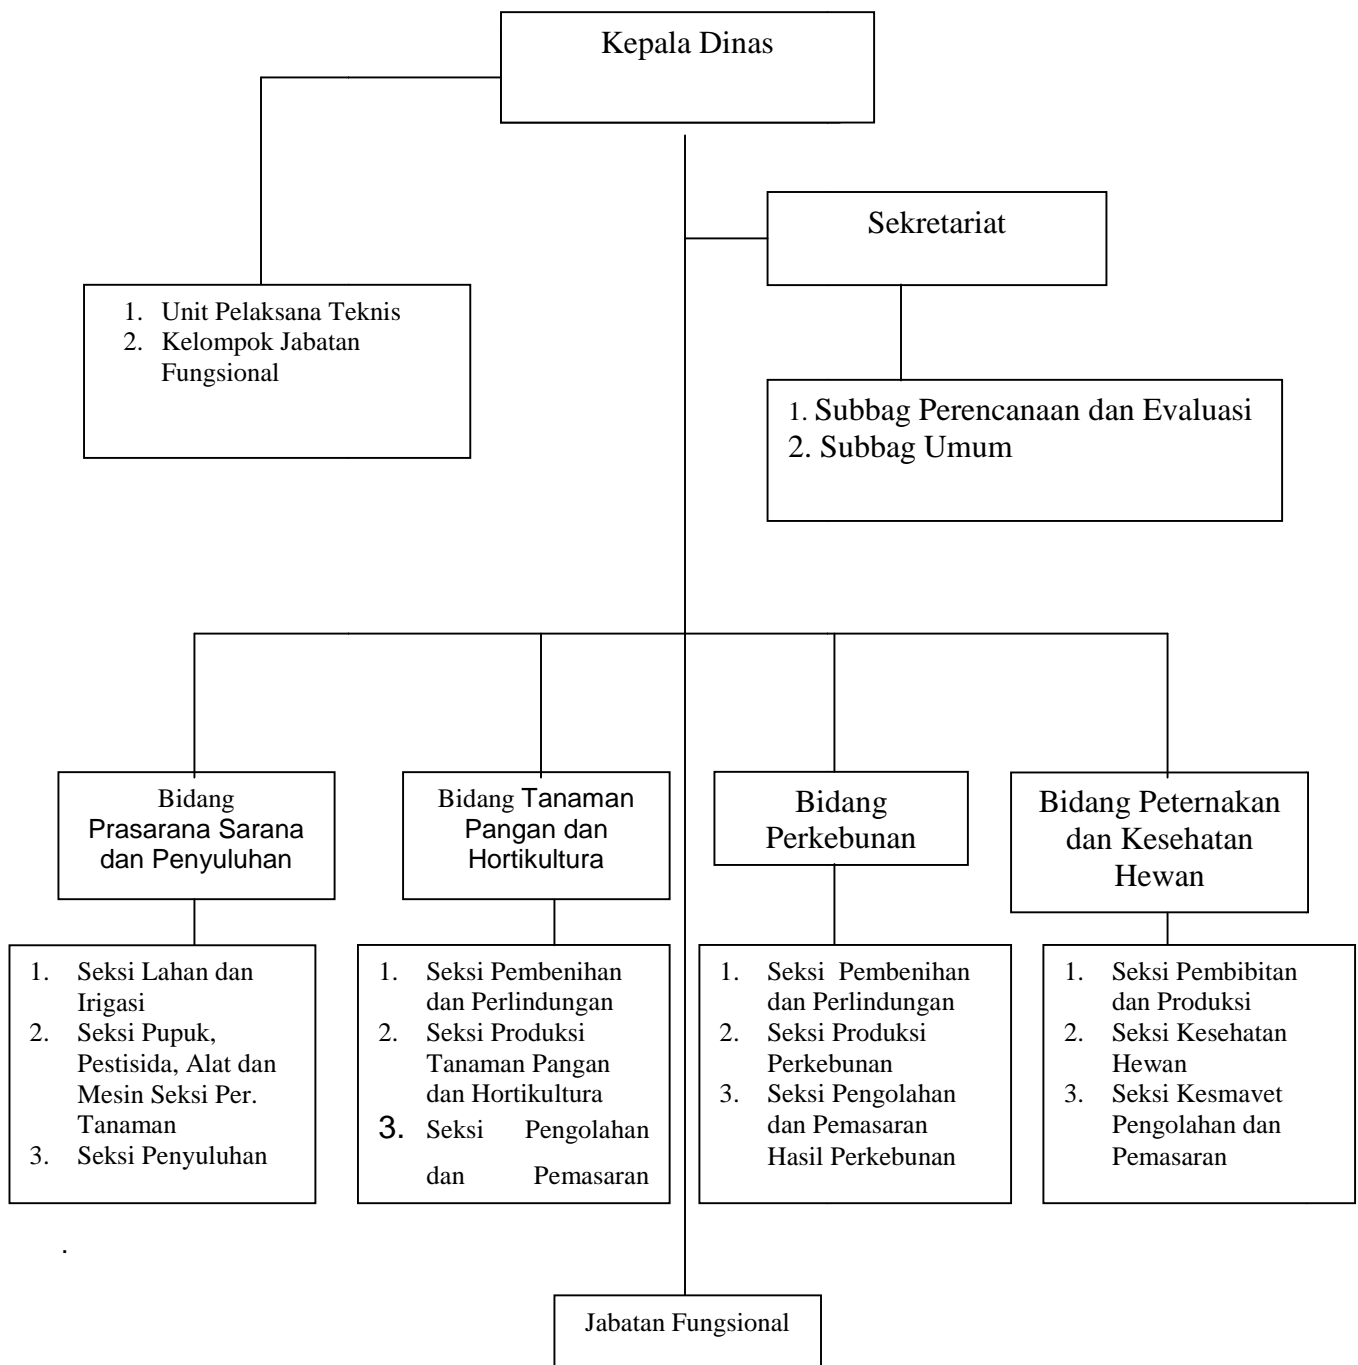 Kepala Dinas
Sekretariat
1. Unit Pelaksana Teknis
2. Kelompok Jabatan
Fungsional
1. Subbag Perencanaan dan Evaluasi
2. Subbag Umum
Bidang
Prasarana Sarana
dan Penyuluhan
Bidang Tanaman
Pangan dan
Hortikultura
Bidang
Perkebunan
Bidang Peternakan
dan Kesehatan
Hewan
1. Seksi Lahan dan
Irigasi
2. Seksi Pupuk,
Pestisida, Alat dan
Mesin Seksi Per.
Tanaman
3. Seksi Penyuluhan
1. Seksi Pembenihan
dan Perlindungan
2. Seksi Produksi
Tanaman Pangan
dan Hortikultura
3. Seksi Pengolahan
dan Pemasaran
1. Seksi Pembenihan
dan Perlindungan
2. Seksi Produksi
Perkebunan
3. Seksi Pengolahan
dan Pemasaran
Hasil Perkebunan
1. Seksi Pembibitan
dan Produksi
2. Seksi Kesehatan
Hewan
3. Seksi Kesmavet
Pengolahan dan
Pemasaran
.
Jabatan Fungsional